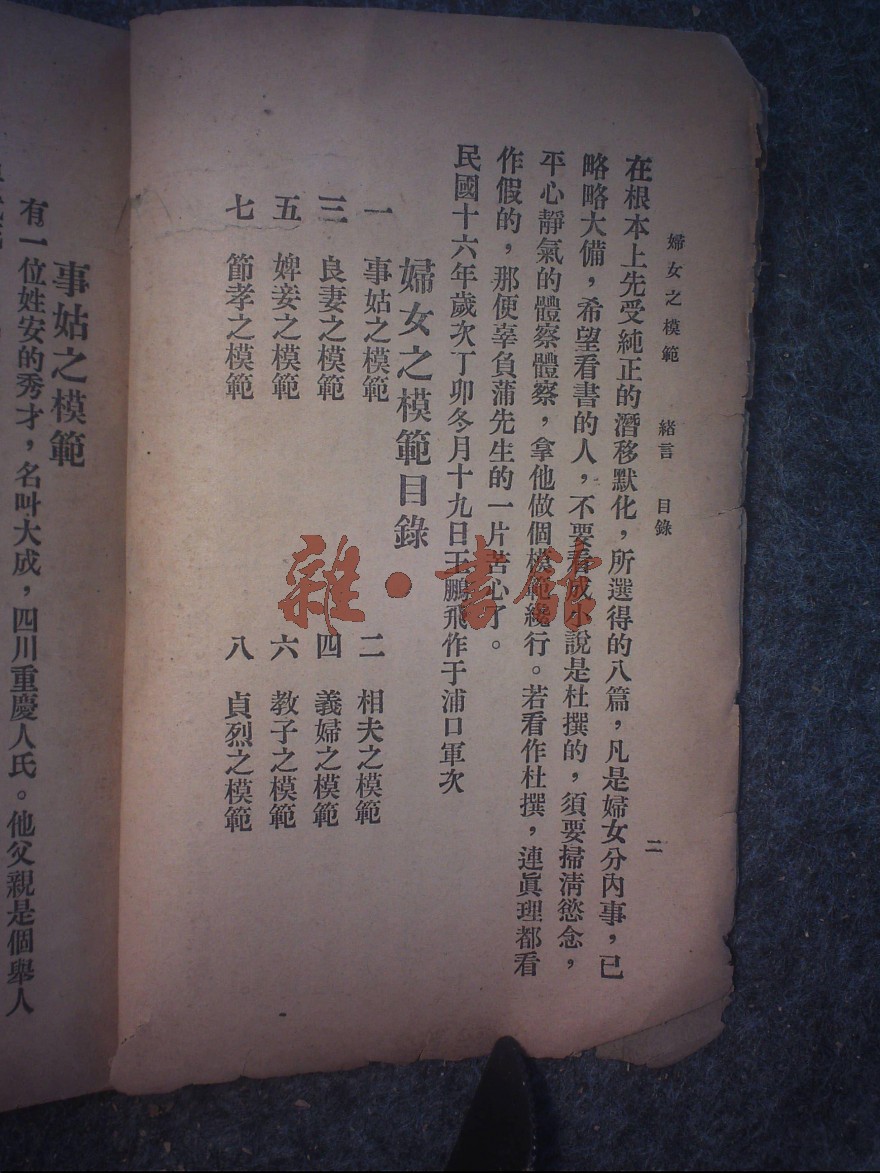 婦女之模範 緒言 目錄 二
在根本上先受純正的潛移默化，所選得的八篇，凡是婦女分內事，已
略略大備，希望看書的人，不要看成小說是杜撰的，須要掃清慾念，
平心靜氣的體察體察，拿他做個模範纔行。若看作杜撰，連眞理都看
作假的，那便辜負蒲先生的一片苦心了。
民國十六年歲次丁卯冬月十九日王鵬飛作于浦口軍次
婦女之模範目錄
一 事姑之模範 二 相夫之模範
三 良妻之模範 四 義婦之模範
五 婢妾之模範 六 教子之模範
七 節孝之模範 八 貞烈之模範
事姑之模範
有一位姓安的秀才，名叫大成，四川重慶人氏。他父親是個舉人
雜·書館